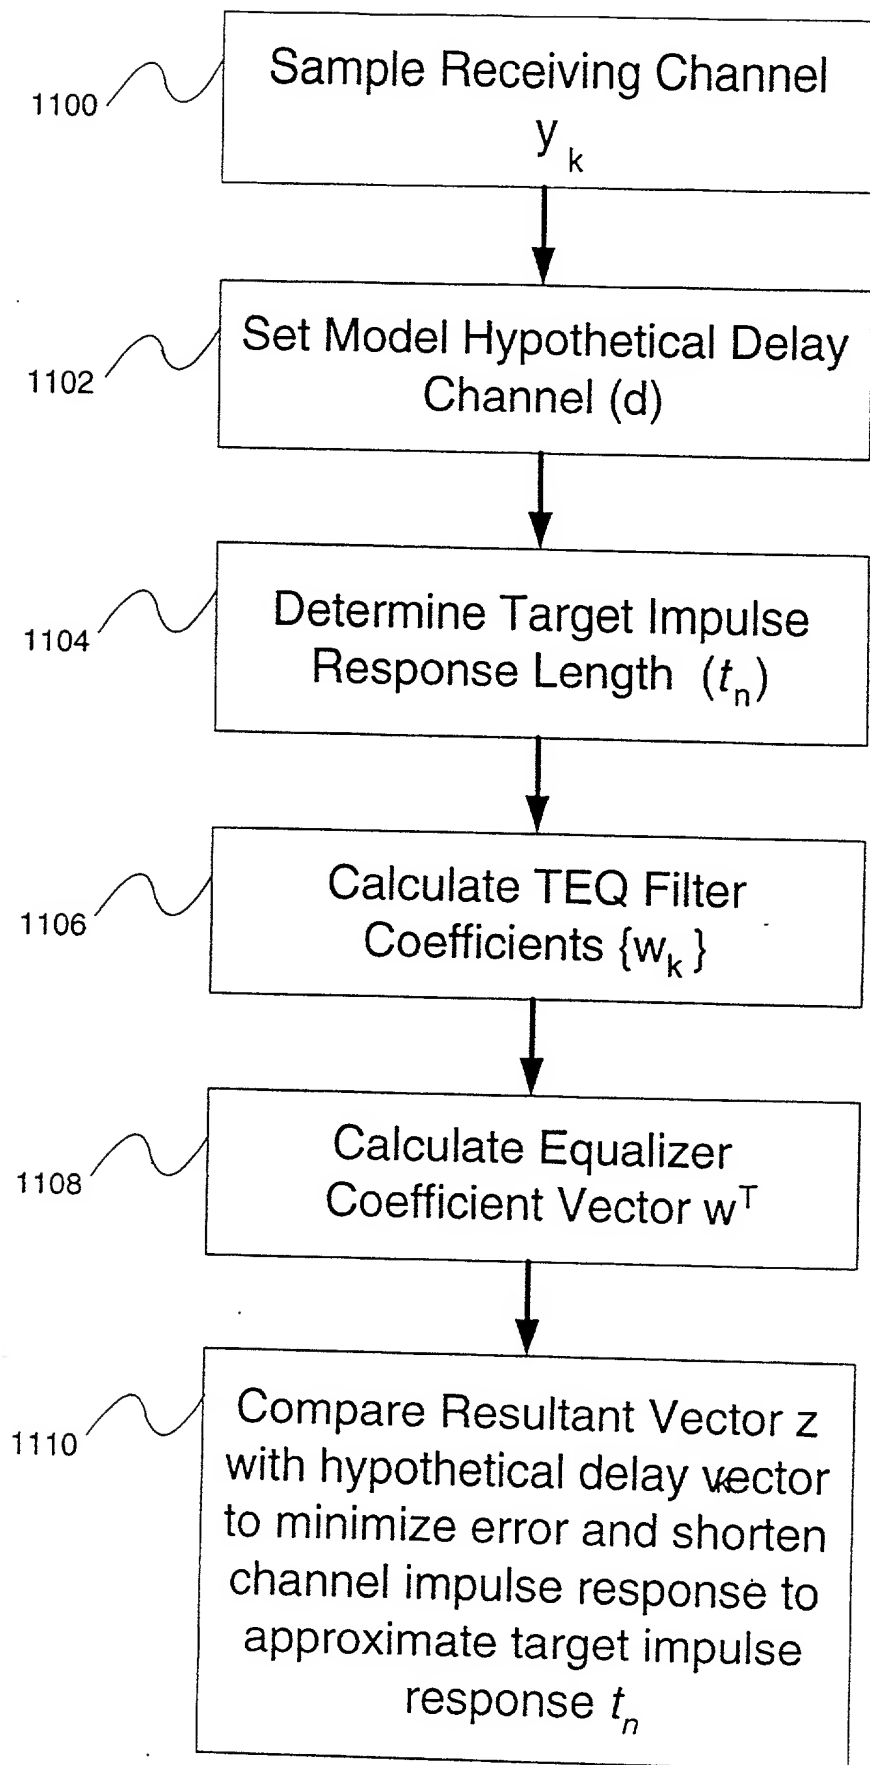 1100
Sample Receiving Channel
y k
1102
Set Model Hypothetical Delay
Channel (d)
1104
Determine Target Impulse
Response Length (tn)
1106
Calculate TEQ Filter
Coefficients {wk}
1108
Calculate Equalizer
Coefficient Vector wT
1110
Compare Resultant Vector z
with hypothetical delay vector
to minimize error and shorten
channel impulse response to
approximate target impulse
response tn